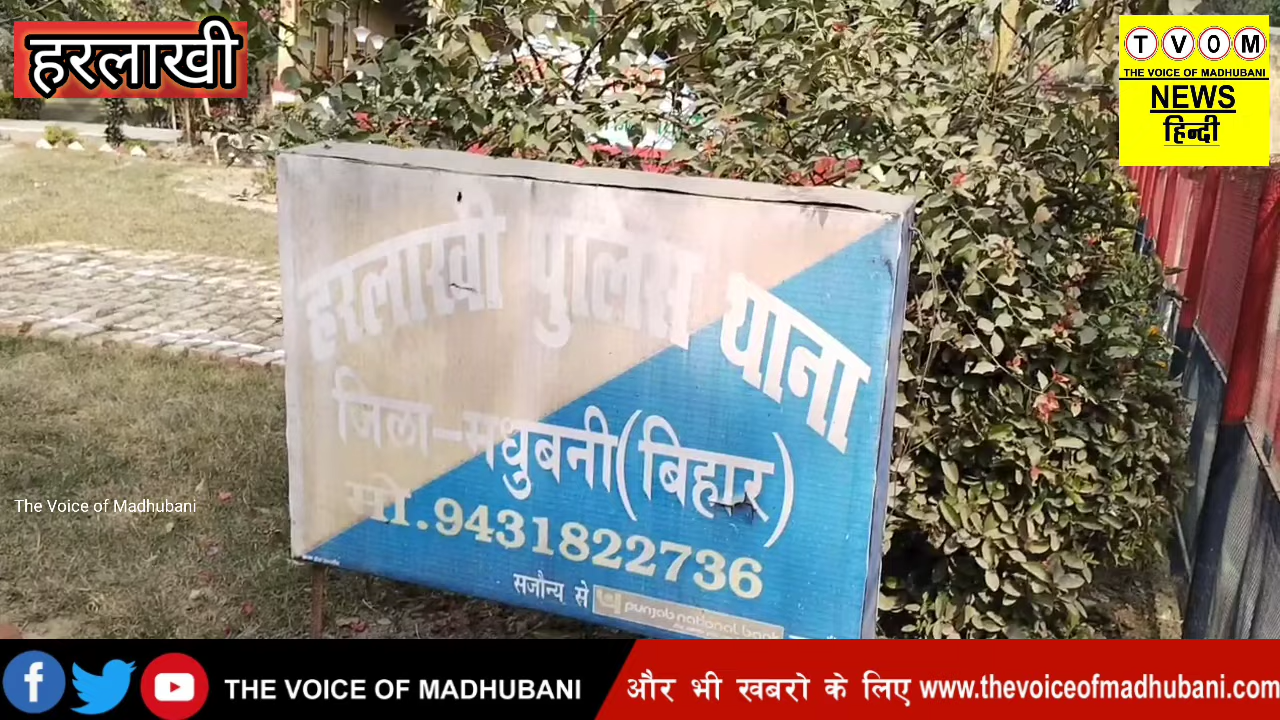 हरलाखी
T V O M
THE VOICE OF MADHUBANI
NEWS
हिन्दी
हरलाखी पुलिस थाना
जिला-मधुबनी (बिहार)
मो.9431822736
सजौन्य से punjab national bank
The Voice of Madhubani
THE VOICE OF MADHUBANI
और भी खबरो के लिए www.thevoiceofmadhubani.com